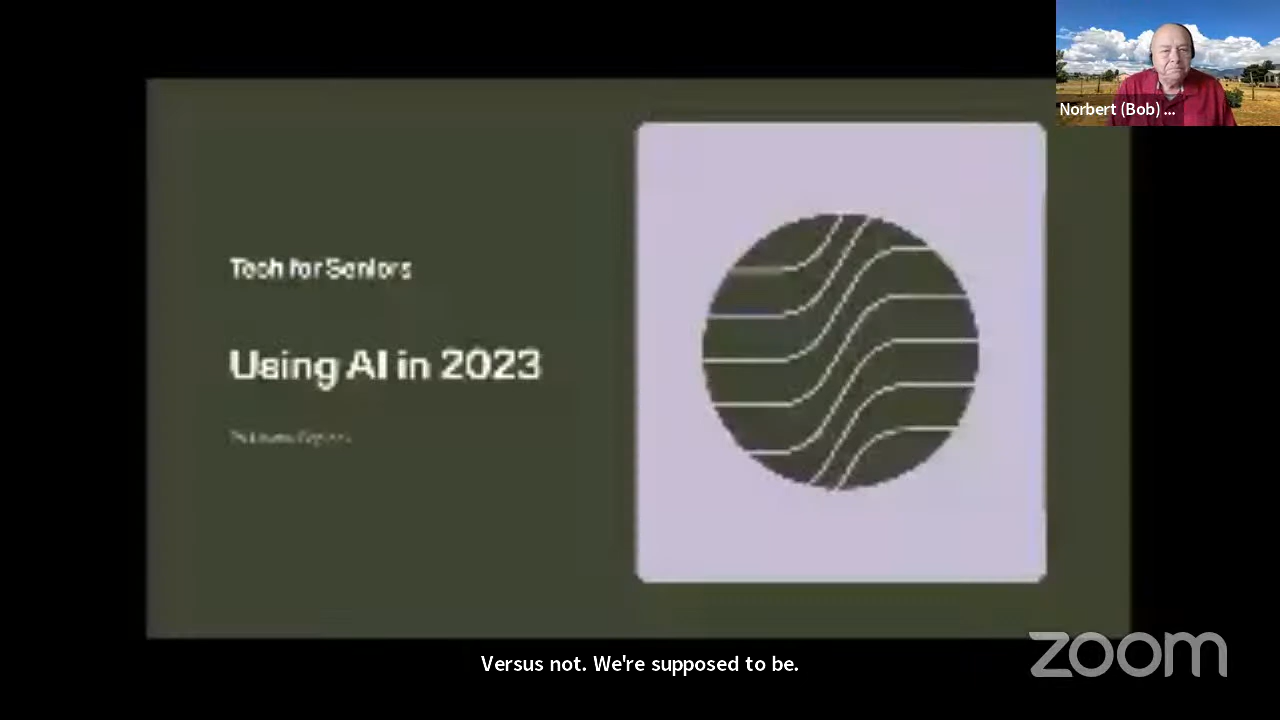 Norbert (Bob) ...
Tech for Seniors
Using AI in 2023
Versus not. We're supposed to be.
zoom